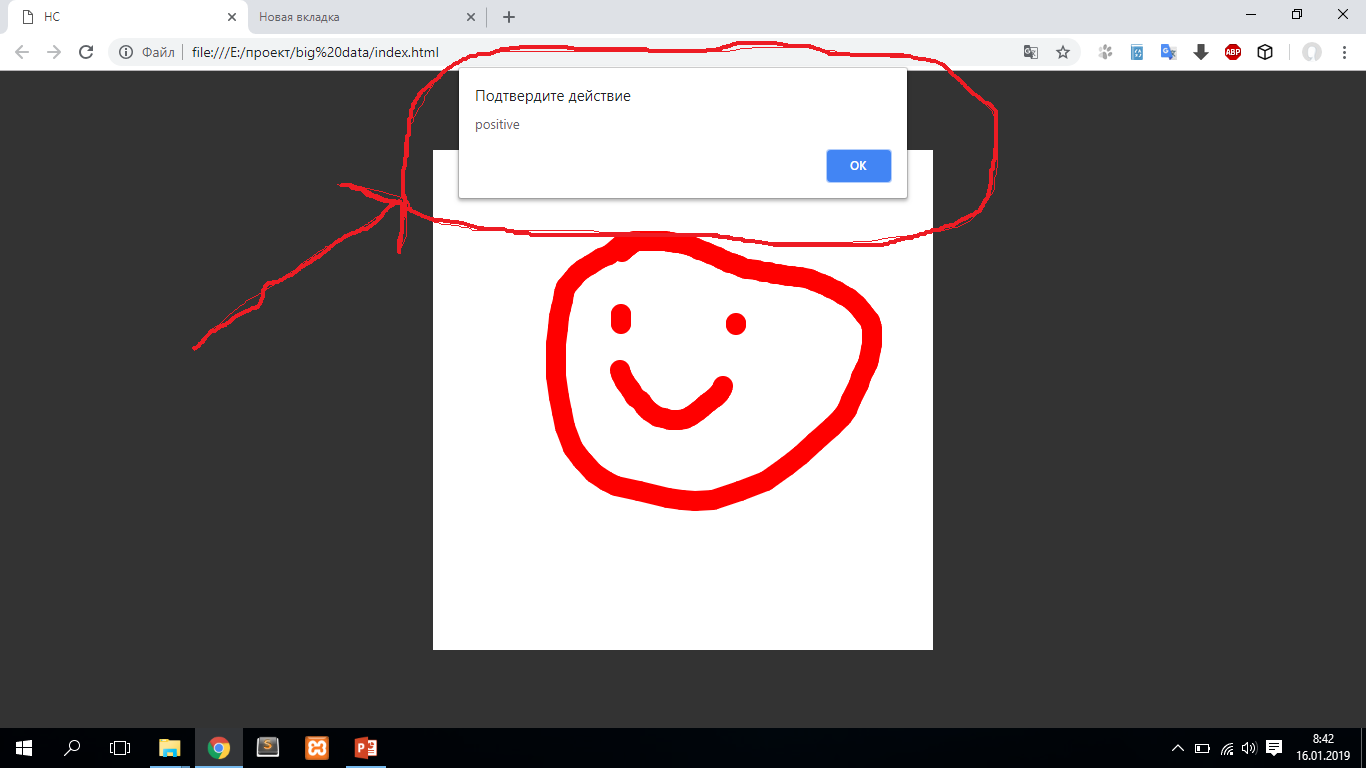 НС
Новая вкладка
Файл
file:///E:/проект/big%20data/index.html
ABP
Подтвердите действие
positive
ОК
S
P
8:42
16.01.2019